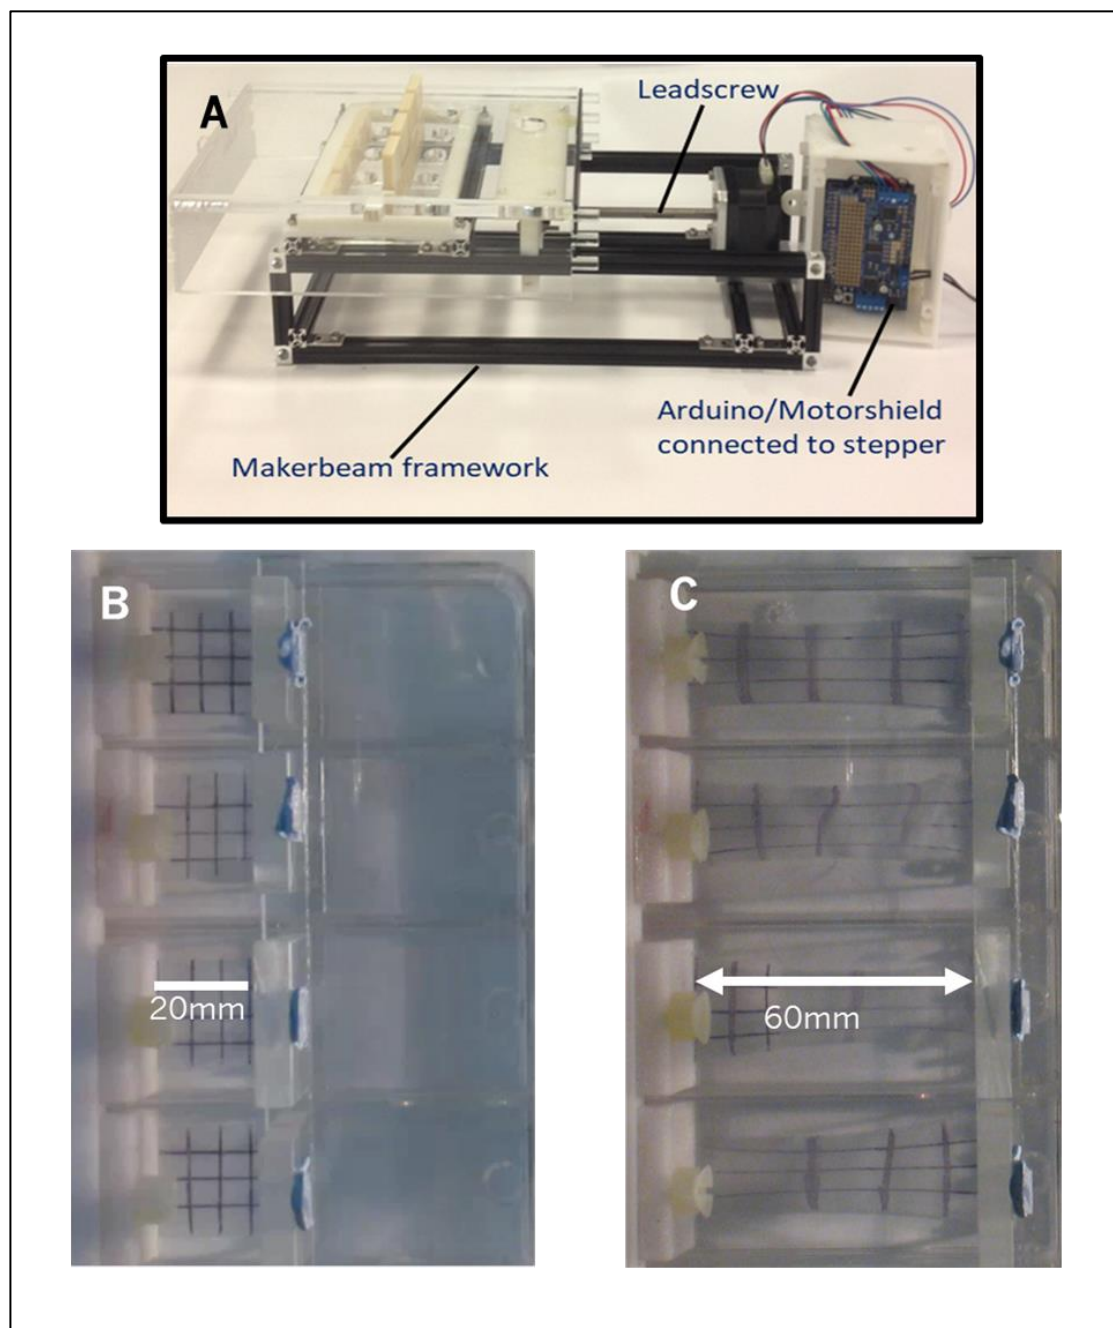 A
Leadscrew
Arduino/Motorshield
connected to stepper
Makerbeam framework
B
C
20mm
60mm